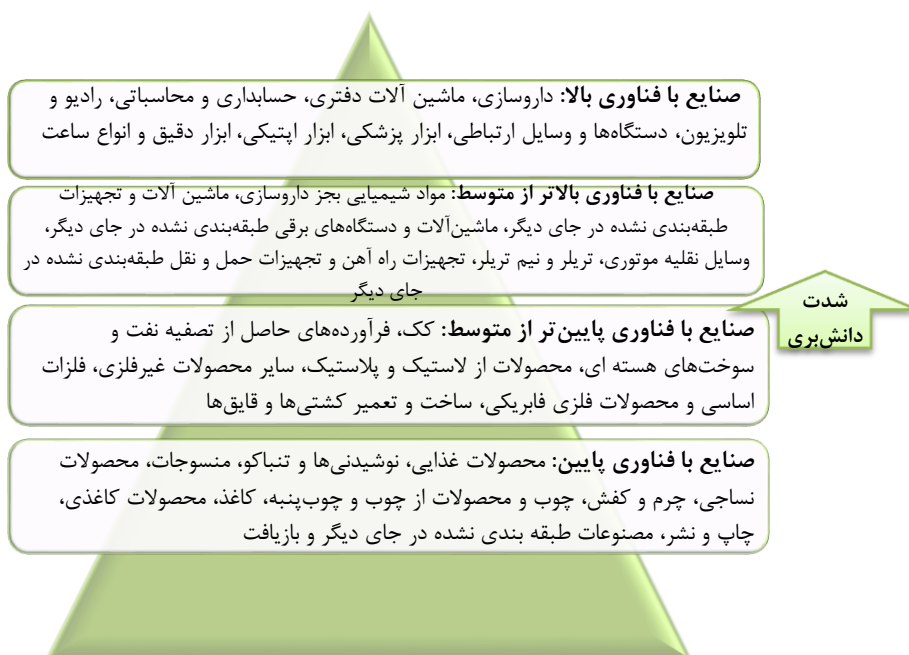 صنایع با فناوری بالا: داروسازی، ماشین آلات دفتری، حسابداری و محاسباتی، رادیو و
تلویزیون، دستگاه‌ها و وسایل ارتباطی، ابزار پزشکی، ابزار اپتیکی، ابزار دقیق و انواع ساعت
صنایع با فناوری بالاتر از متوسط: مواد شیمیایی بجز داروسازی، ماشین آلات و تجهیزات
طبقه‌بندی نشده در جای دیگر، ماشین‌آلات و دستگاه‌های برقی طبقه‌بندی نشده در جای دیگر،
وسایل نقلیه موتوری، تریلر و نیم تریلر، تجهیزات راه آهن و تجهیزات حمل و نقل طبقه‌بندی نشده در
جای دیگر
شدت
دانش‌بری
صنایع با فناوری پایین‌تر از متوسط: کک، فرآورده‌های حاصل از تصفیه نفت و
سوخت‌های هسته ای، محصولات از لاستیک و پلاستیک، سایر محصولات غیرفلزی، فلزات
اساسی و محصولات فلزی فابریکی، ساخت و تعمیر کشتی‌ها و قایق‌ها
صنایع با فناوری پایین: محصولات غذایی، نوشیدنی‌ها و تنباکو، منسوجات، محصولات
نساجی، چرم و کفش، چوب و محصولات از چوب و چوب‌پنبه، کاغذ، محصولات کاغذی،
چاپ و نشر، مصنوعات طبقه بندی نشده در جای دیگر و بازیافت